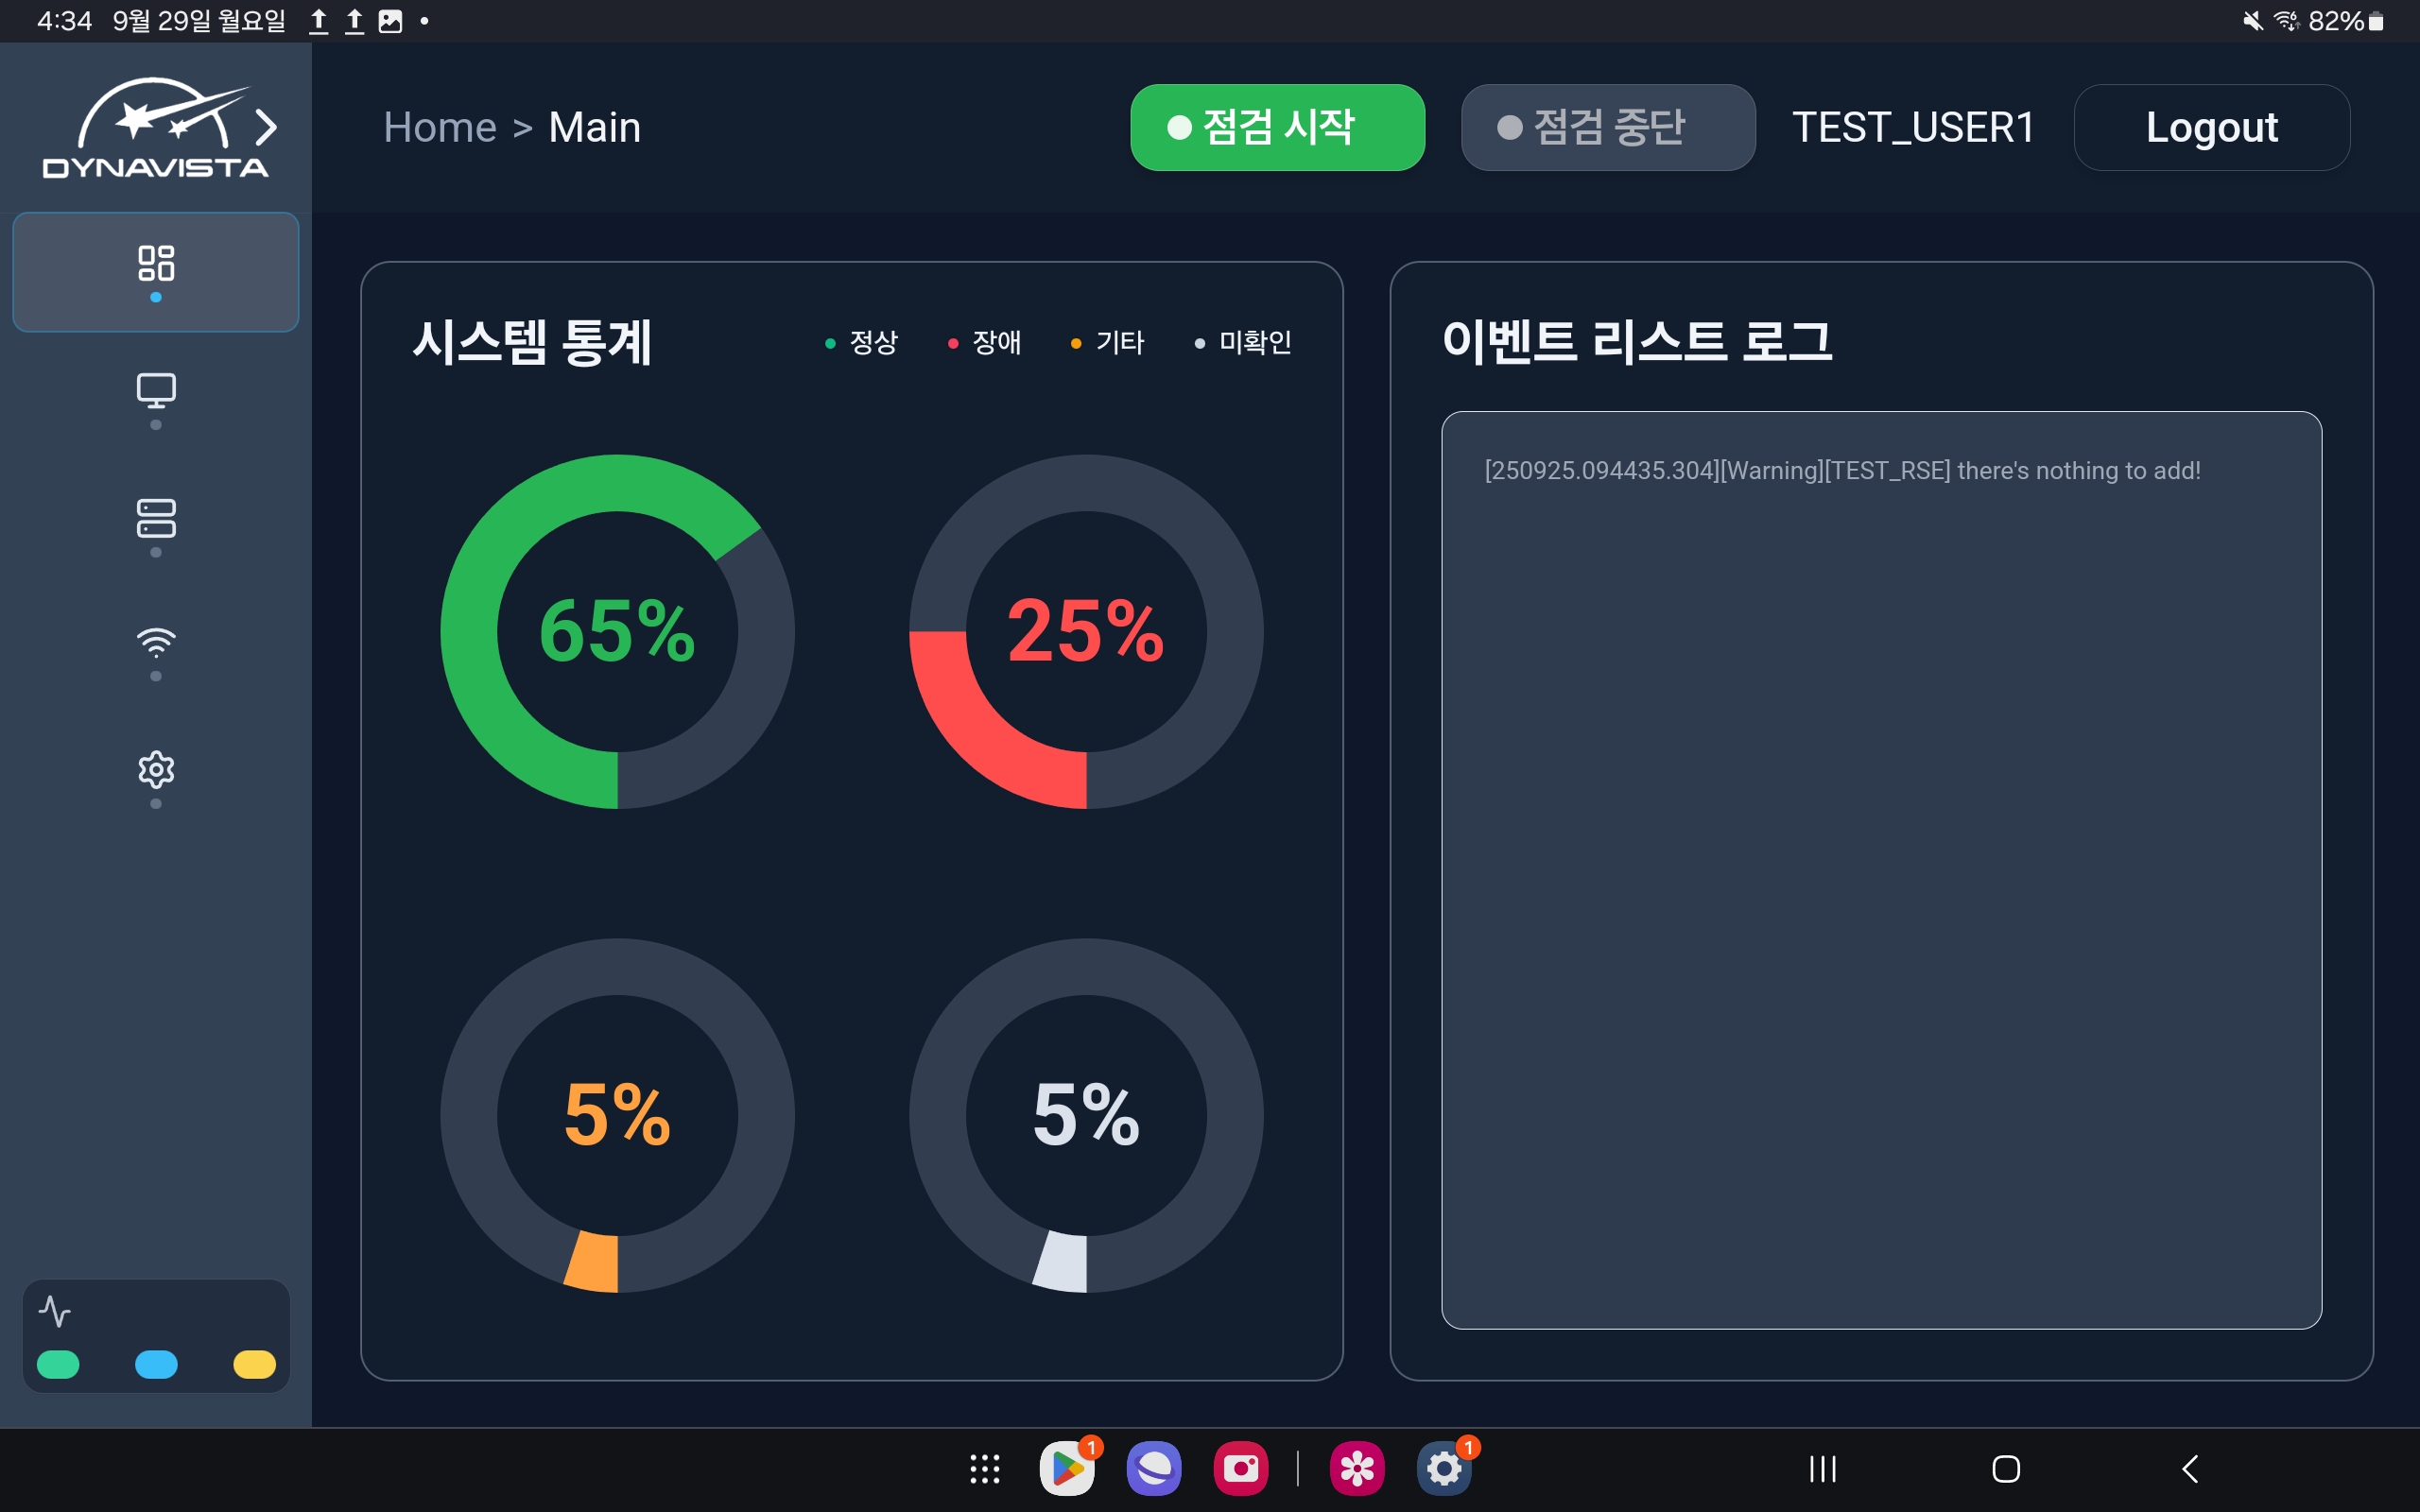 4:34 9월 29일 월요일
82%
DYNAVISTA
Home > Main
점검 시작
점검 중단
TEST_USER1
Logout
시스템 통계
정상
장애
기타
미확인
65%
25%
5%
5%
이벤트 리스트 로그
[250925.094435.304][Warning][TEST_RSE] there's nothing to add!
1
1